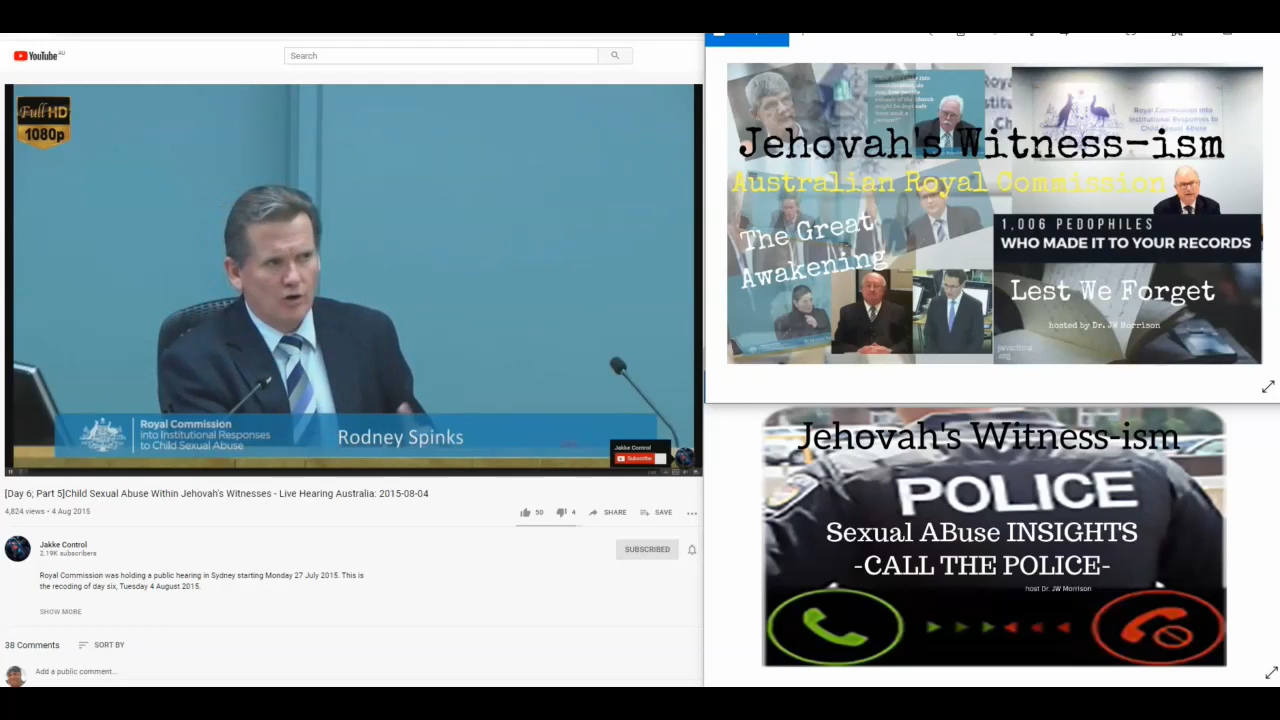 YouTube AU
Search
Full HD
1080p
Royal Commission
into Institutional Responses
to Child Sexual Abuse
Rodney Spinks
Jakke Control
Subscribe
[Day 6; Part 5]Child Sexual Abuse Within Jehovah's Witnesses - Live Hearing Australia: 2015-08-04
4,824 views • 4 Aug 2015
50
4
SHARE
SAVE
Jakke Control
2.19K subscribers
SUBSCRIBED
Royal Commission was holding a public hearing in Sydney starting Monday 27 July 2015. This is
the recoding of day six, Tuesday 4 August 2015.
SHOW MORE
38 Comments
SORT BY
Add a public comment...
Royal Commission into
Institutional Responses to
Child Sexual Abuse
Jehovah's Witness-ism
Australian Royal Commission
The Great
Awakening
1,006 PEDOPHILES
WHO MADE IT TO YOUR RECORDS
Lest We Forget
hosted by Dr. JW Morrison
jwvictims
.org
Jehovah's Witness-ism
POLICE
Sexual ABuse INSIGHTS
-CALL THE POLICE-
host Dr. JW Morrison